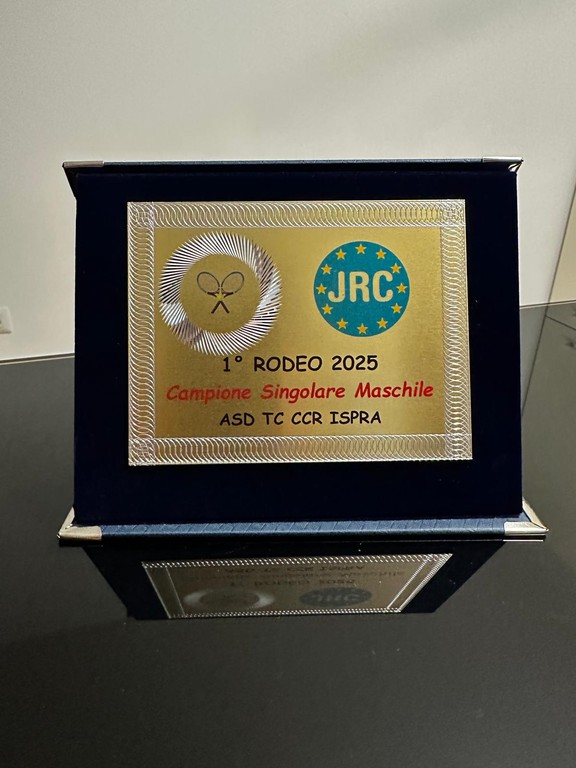 JRC
1° RODEO 2025
Campione Singolare Maschile
ASD TC CCR ISPRA